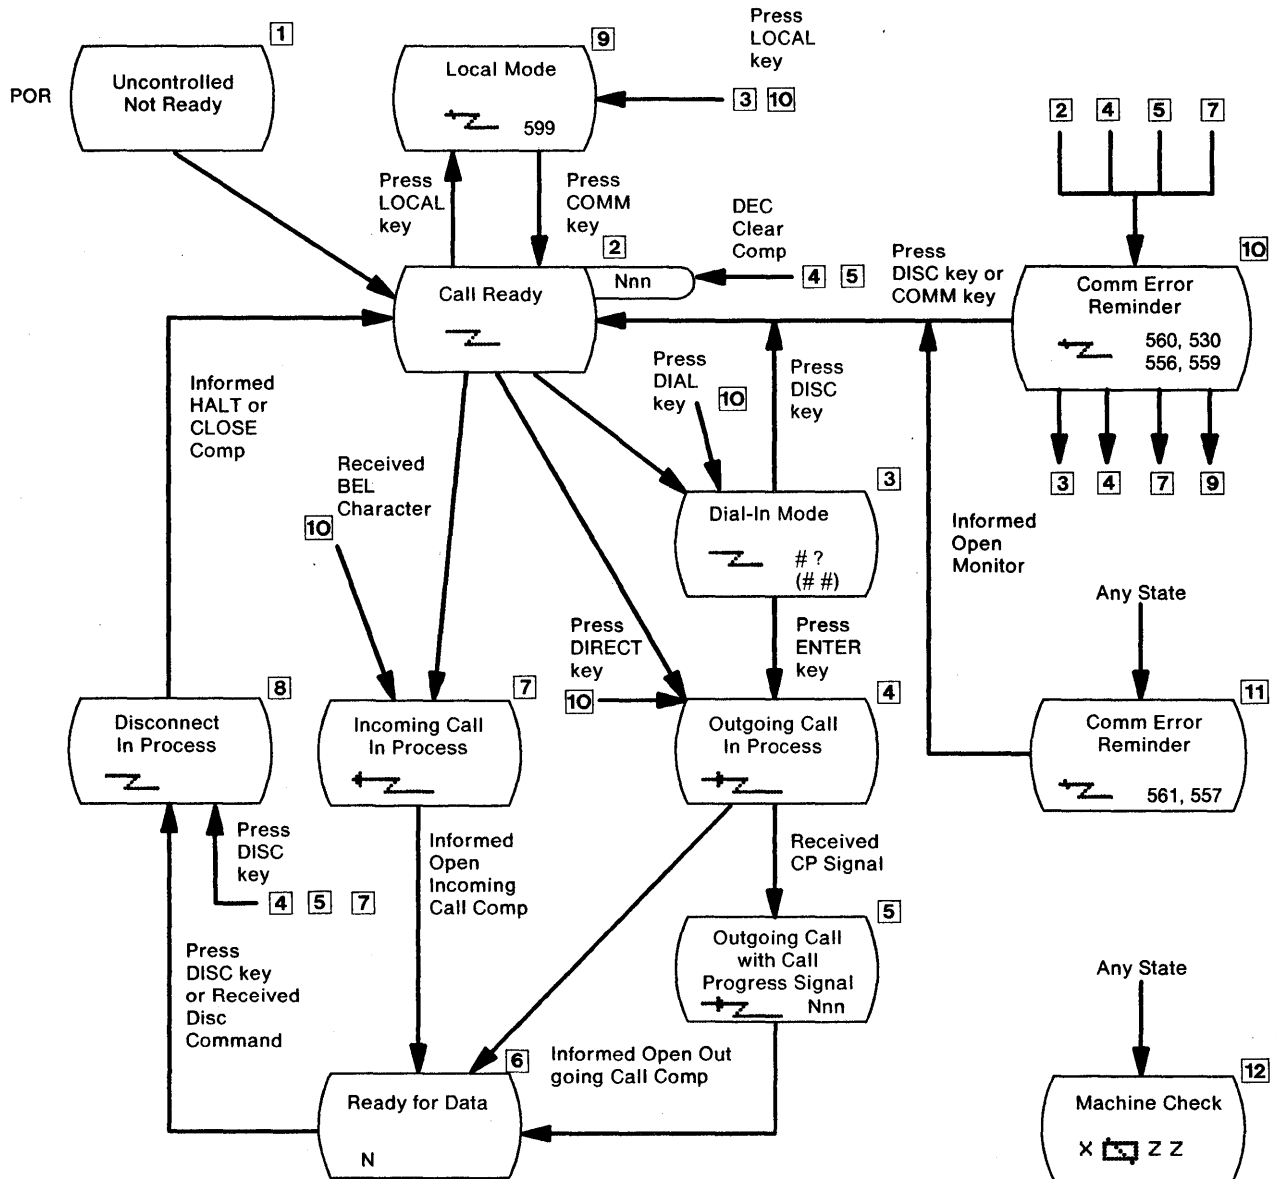 POR
1
Uncontrolled
Not Ready
9
Local Mode
599
Press
LOCAL
key
3 10
Press
LOCAL
key
Press
COMM
key
2 4 5 7
DEC
Clear
Comp
4 5
2
Call Ready
Nnn
Press
DISC key or
COMM key
10
Comm Error
Reminder
560, 530
556, 559
3 4 7 9
Informed
HALT or
CLOSE
Comp
Received
BEL
Character
10
Press
DIAL
key
10
Press
DISC
key
3
Dial-In Mode
# ?
(# #)
Informed
Open
Monitor
Any State
Press
DIRECT
key
10
Press
ENTER
key
8
Disconnect
In Process
7
Incoming Call
In Process
4
Outgoing Call
In Process
11
Comm Error
Reminder
561, 557
Press
DISC
key
4 5 7
Informed
Open
Incoming
Call Comp
Received
CP Signal
5
Outgoing Call
with Call
Progress Signal
Nnn
Press
DISC key
or Received
Disc
Command
Any State
Informed Open Out
going Call Comp
6
Ready for Data
N
12
Machine Check
X Z Z